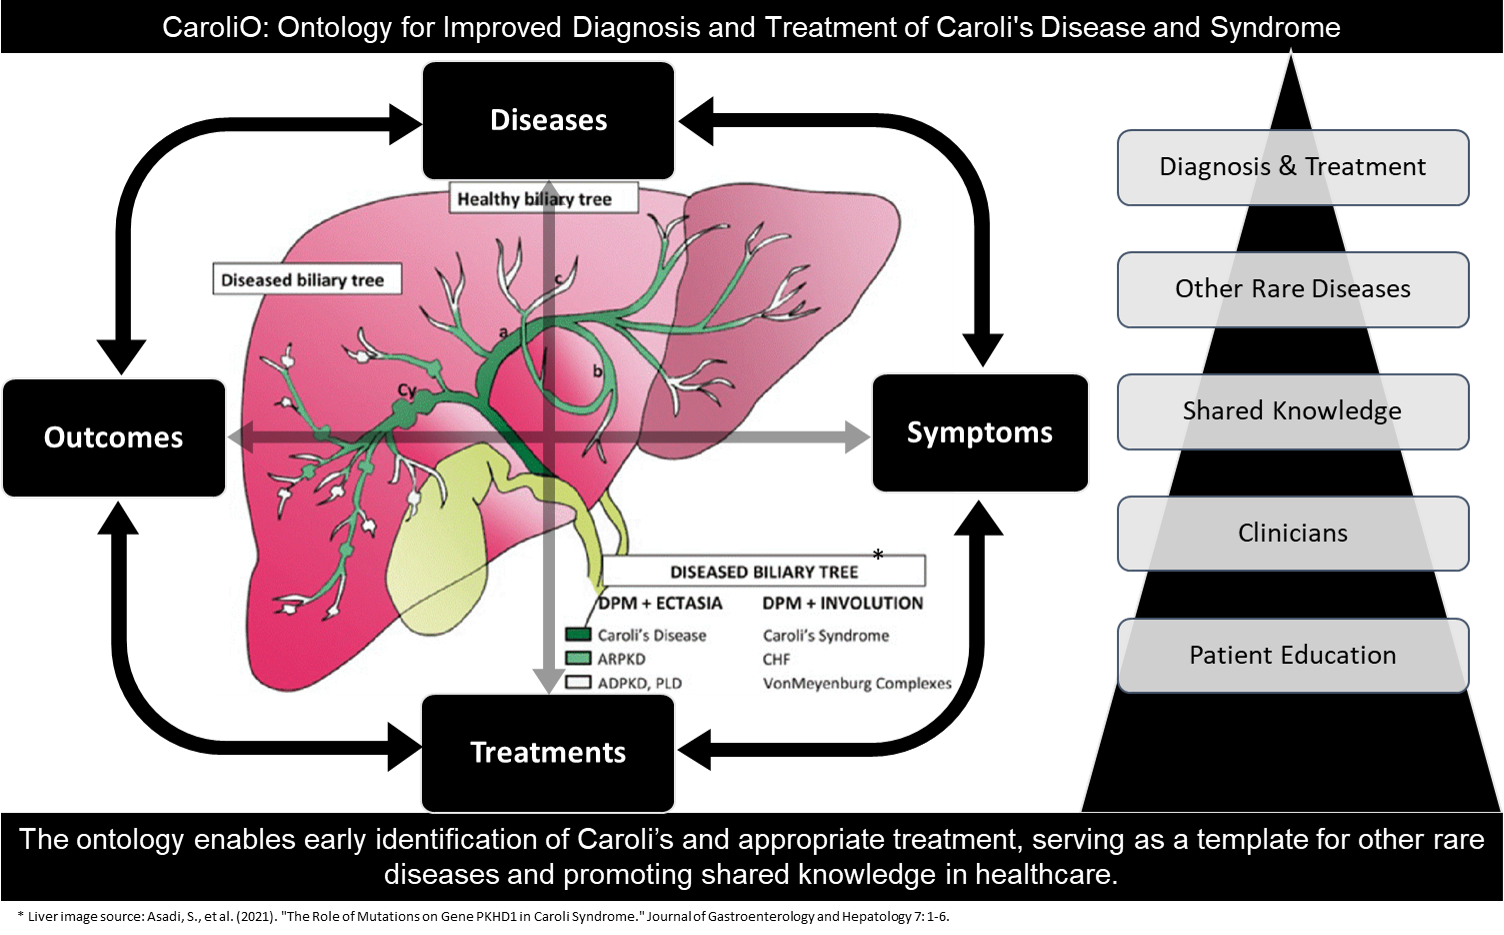 CaroliO: Ontology for Improved Diagnosis and Treatment of Caroli's Disease and Syndrome
Diseases
Healthy biliary tree
Diseased biliary tree
c
a
b
Cy
Outcomes
Symptoms
*
DISEASED BILIARY TREE
DPM + ECTASIA DPM + INVOLUTION
Caroli's Disease Caroli's Syndrome
ARPKD CHF
ADPKD, PLD VonMeyenburg Complexes
Treatments
Diagnosis & Treatment
Other Rare Diseases
Shared Knowledge
Clinicians
Patient Education
The ontology enables early identification of Caroli’s and appropriate treatment, serving as a template for other rare
diseases and promoting shared knowledge in healthcare.
* Liver image source: Asadi, S., et al. (2021). "The Role of Mutations on Gene PKHD1 in Caroli Syndrome." Journal of Gastroenterology and Hepatology 7: 1-6.